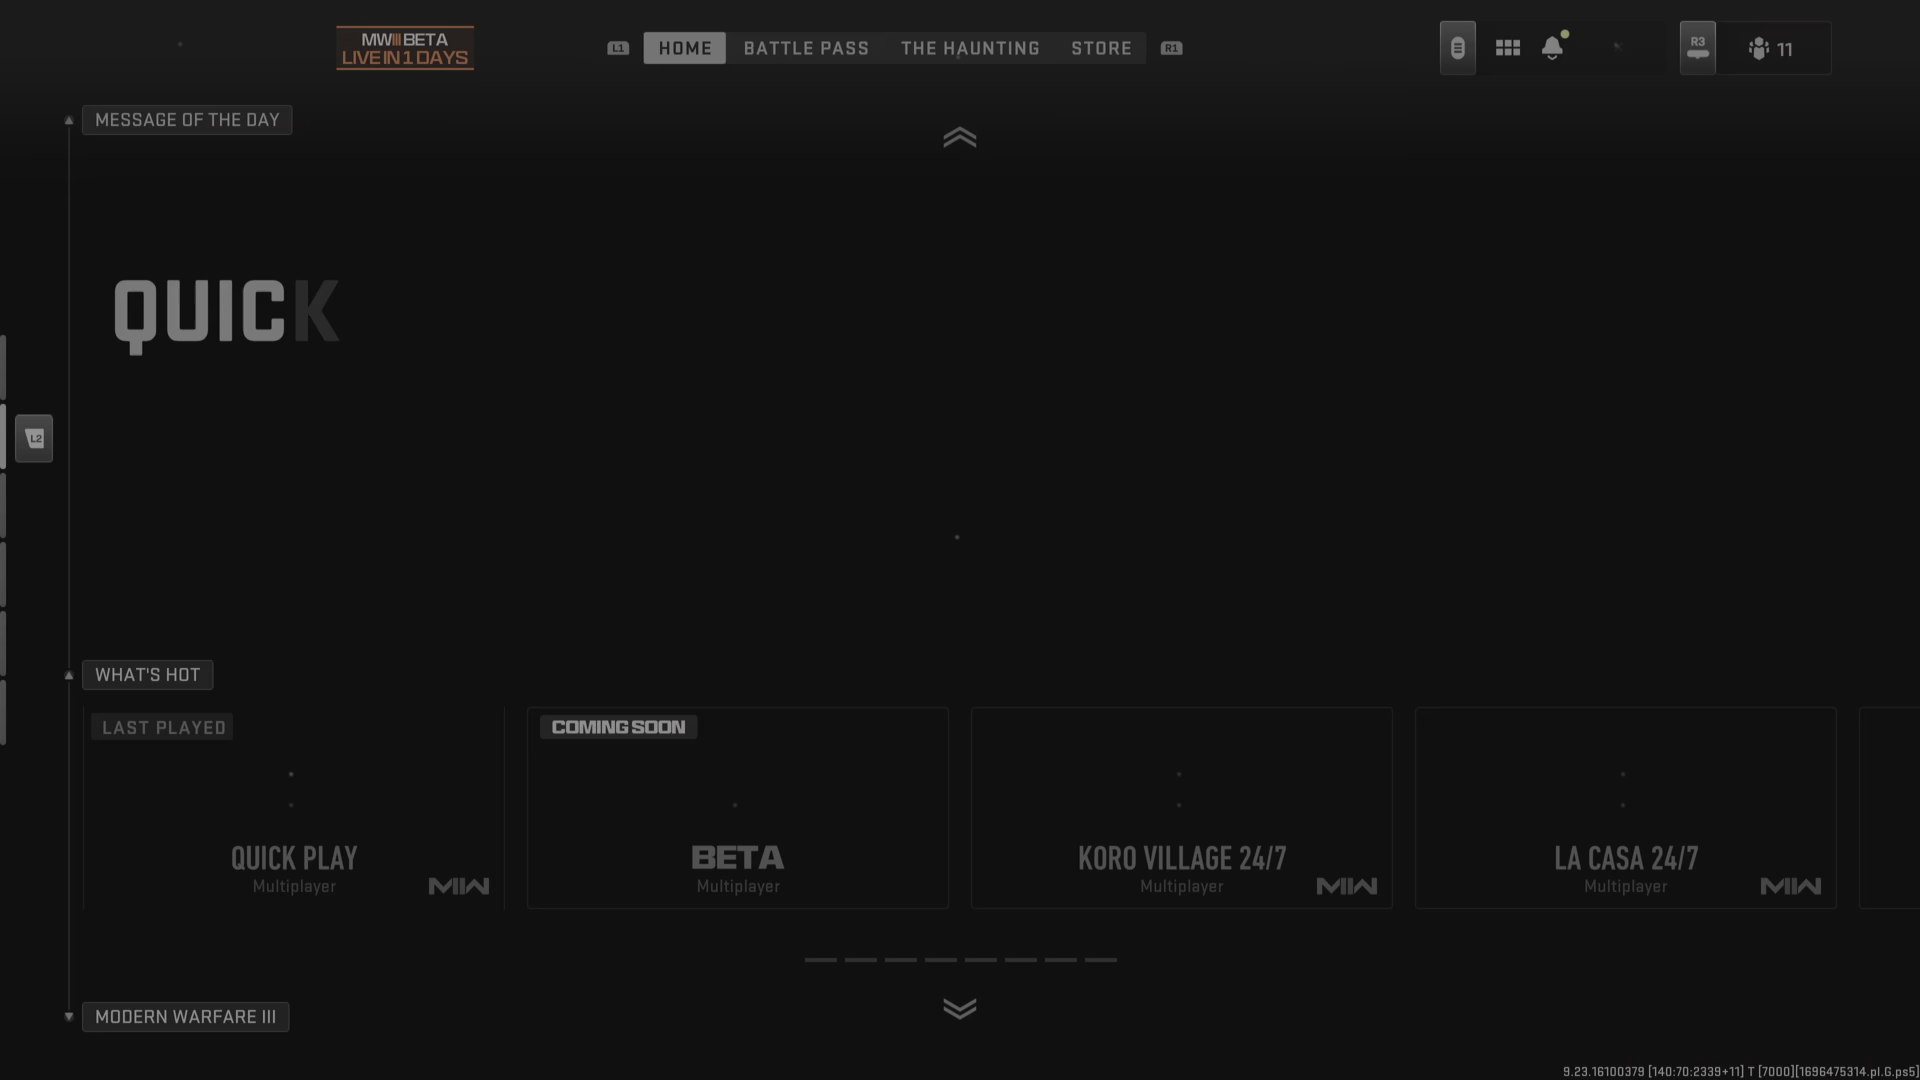 MWIII BETA
LIVE IN 1 DAYS
L1 HOME BATTLE PASS THE HAUNTING STORE R1
R3
11
MESSAGE OF THE DAY
QUICK
L2
WHAT'S HOT
LAST PLAYED
QUICK PLAY
Multiplayer
MW
COMING SOON
BETA
Multiplayer
KORO VILLAGE 24/7
Multiplayer
MW
LA CASA 24/7
Multiplayer
MW
MODERN WARFARE III
9.23.16100379 [140:70:2339+11] T [7000][1696475314.pl.G.ps5]